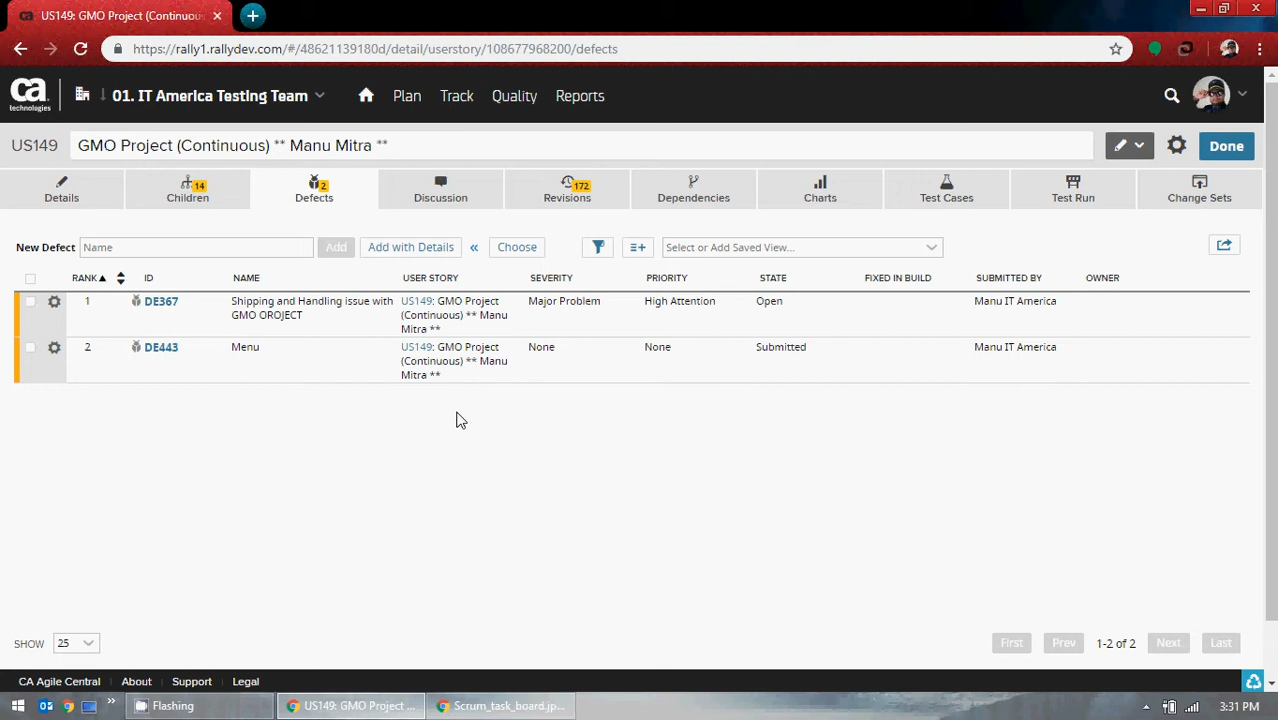 US149: GMO Project (Continuous
https://rally1.rallydev.com/#/48621139180d/detail/userstory/108677968200/defects
ca technologies
01. IT America Testing Team
Plan
Track
Quality
Reports
US149
GMO Project (Continuous) ** Manu Mitra **
Done
Details
14
Children
2
Defects
Discussion
172
Revisions
Dependencies
Charts
Test Cases
Test Run
Change Sets
New Defect
Name
Add
Add with Details
Choose
Select or Add Saved View...
RANK ID NAME USER STORY SEVERITY PRIORITY STATE FIXED IN BUILD SUBMITTED BY OWNER
1 DE367 Shipping and Handling issue with US149: GMO Project Major Problem High Attention Open Manu IT America
GMO OROJECT (Continuous) ** Manu
Mitra **
2 DE443 Menu US149: GMO Project None None Submitted Manu IT America
(Continuous) ** Manu
Mitra **
SHOW 25
First
Prev
1-2 of 2
Next
Last
CA Agile Central
About
Support
Legal
Flashing
US149: GMO Project ...
Scrum_task_board.jp...
3:31 PM